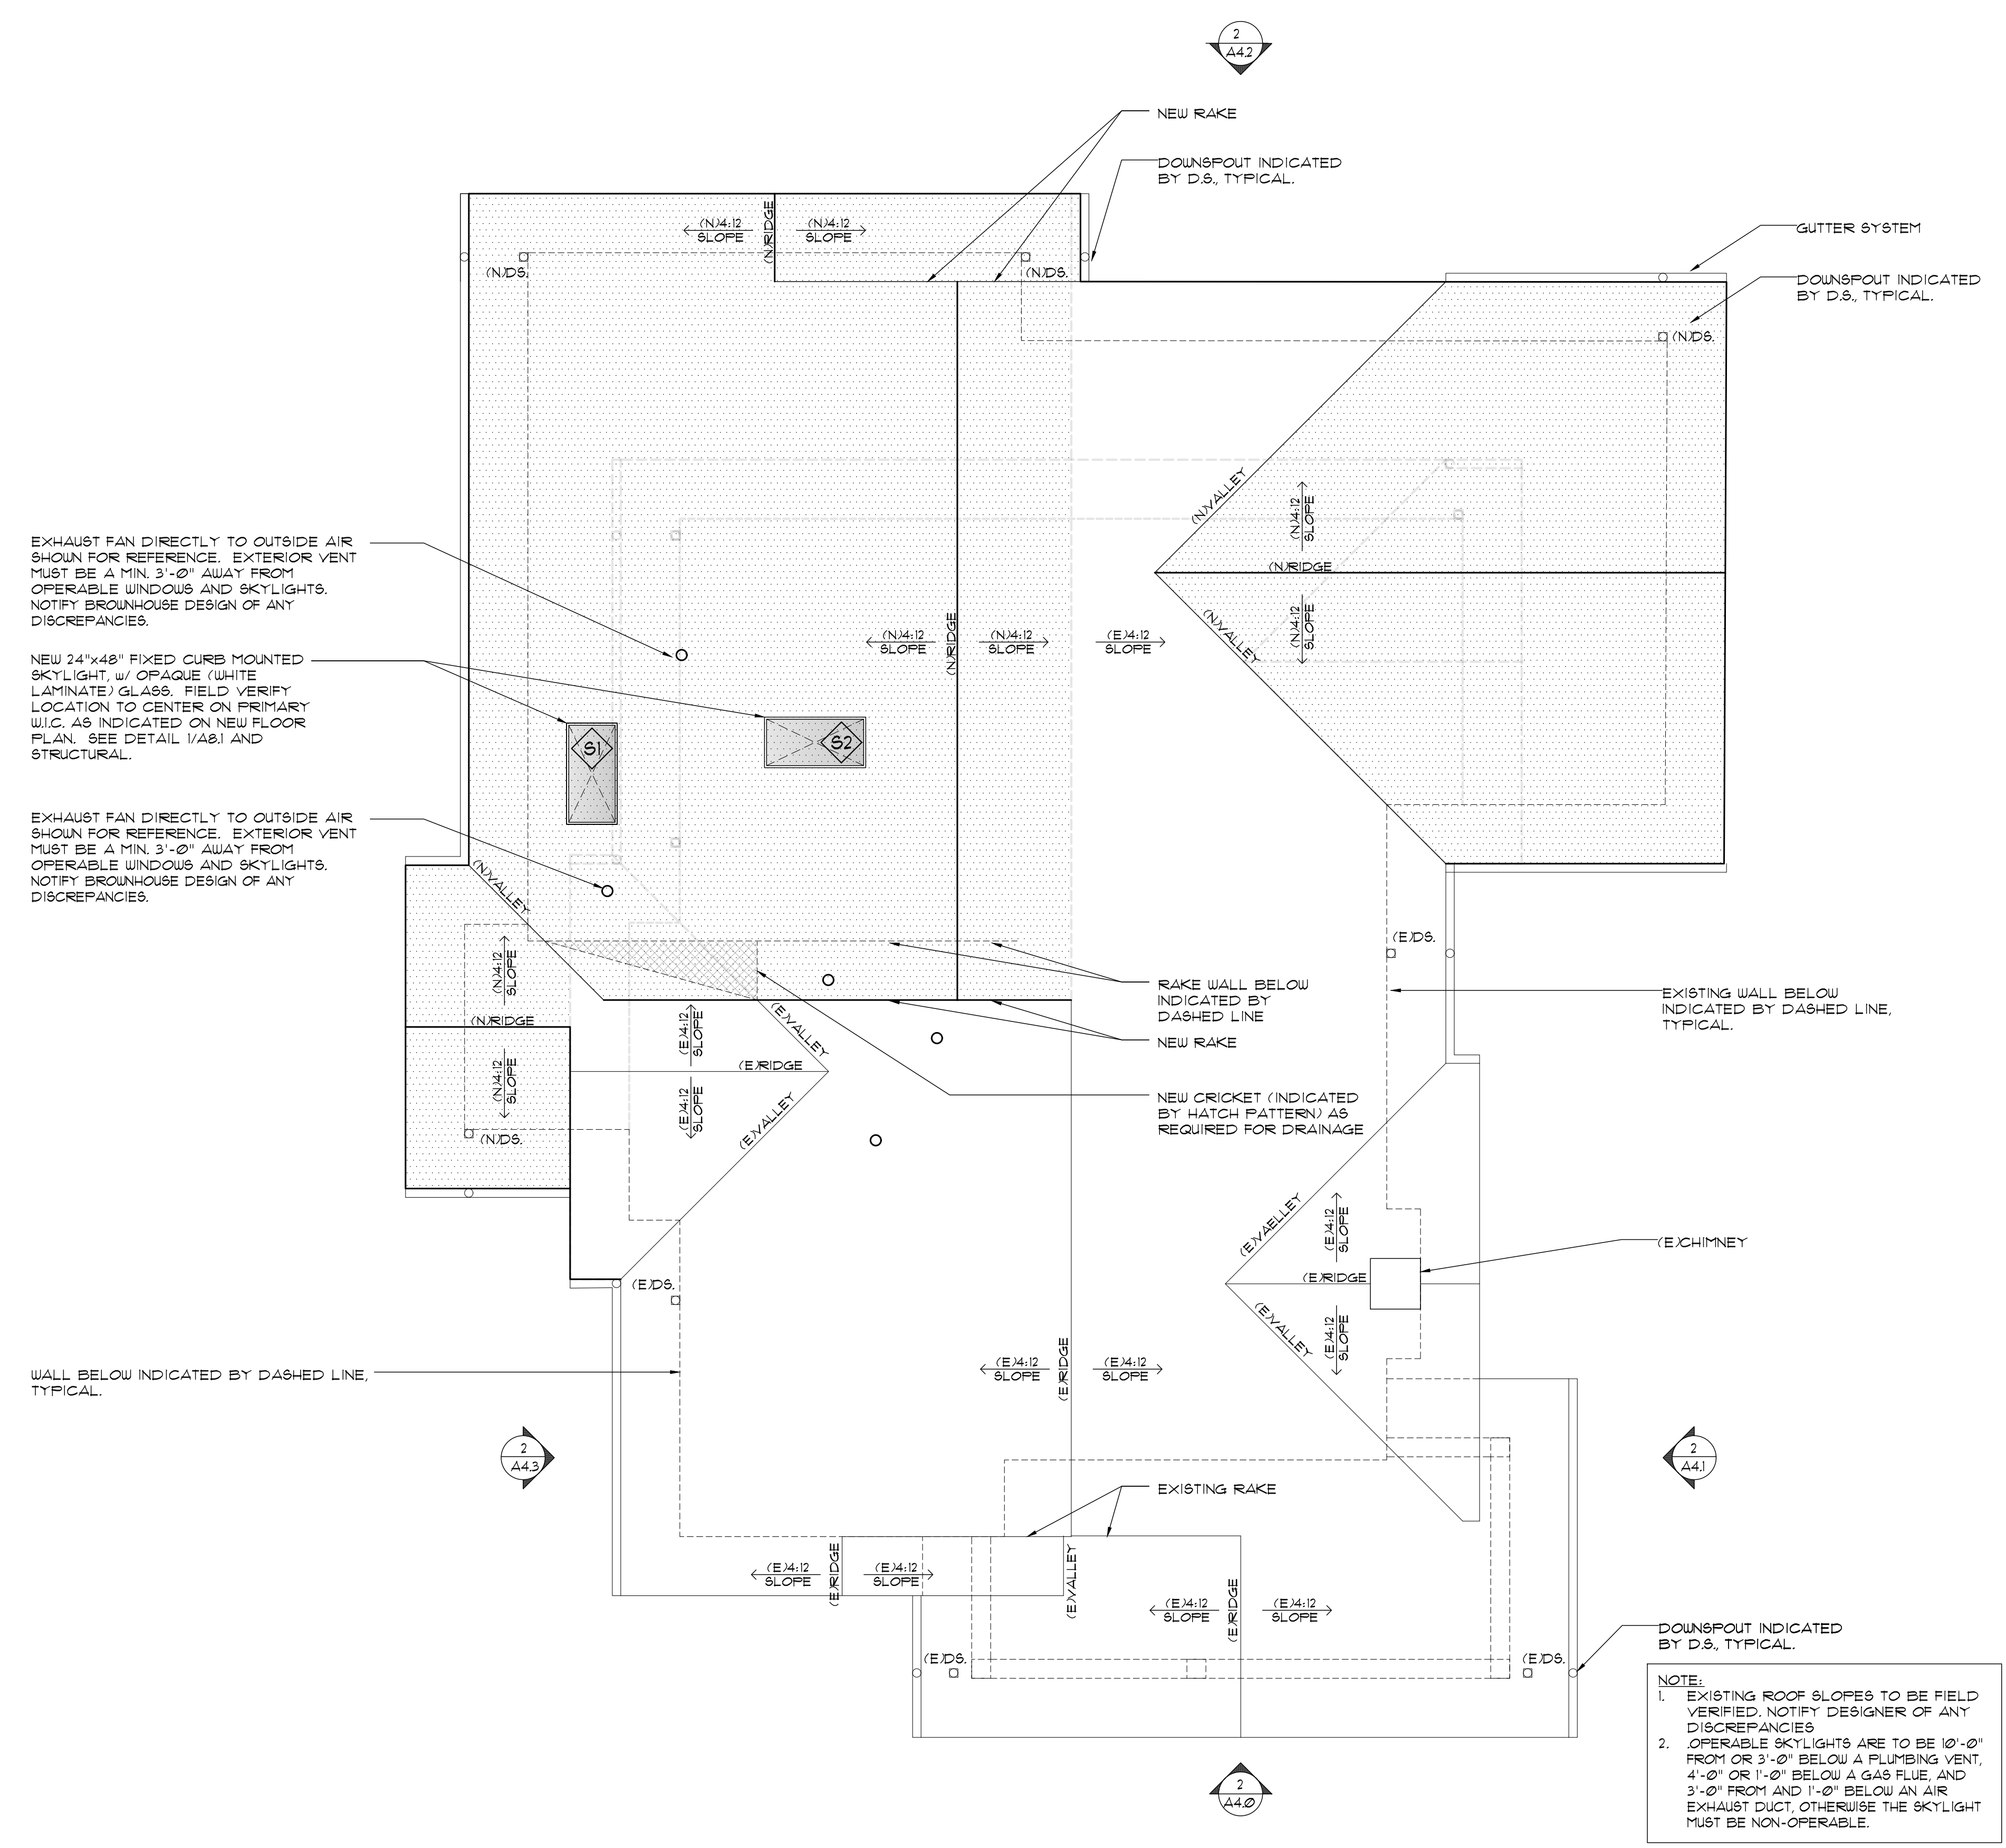 2
A4.2
NEW RAKE
DOWNSPOUT INDICATED
BY D.S., TYPICAL.
(N)4:12
SLOPE
(N)RIDGE
(N)4:12
SLOPE
GUTTER SYSTEM
(N)DS.
(N)DS.
DOWNSPOUT INDICATED
BY D.S., TYPICAL.
(N)DS.
(N)VALLEY
(N)4:12
SLOPE
EXHAUST FAN DIRECTLY TO OUTSIDE AIR
SHOWN FOR REFERENCE. EXTERIOR VENT
MUST BE A MIN. 3'-0" AWAY FROM
OPERABLE WINDOWS AND SKYLIGHTS.
NOTIFY BROWNHOUSE DESIGN OF ANY
DISCREPANCIES.
(N)RIDGE
(N)4:12
SLOPE
(N)VALLEY
(N)4:12
SLOPE
(N)RIDGE
(N)4:12
SLOPE
(E)4:12
SLOPE
NEW 24"x48" FIXED CURB MOUNTED
SKYLIGHT, w/ OPAQUE (WHITE
LAMINATE) GLASS. FIELD VERIFY
LOCATION TO CENTER ON PRIMARY
W.I.C. AS INDICATED ON NEW FLOOR
PLAN. SEE DETAIL 1/A8.1 AND
STRUCTURAL.
S1
S2
EXHAUST FAN DIRECTLY TO OUTSIDE AIR
SHOWN FOR REFERENCE. EXTERIOR VENT
MUST BE A MIN. 3'-0" AWAY FROM
OPERABLE WINDOWS AND SKYLIGHTS.
NOTIFY BROWNHOUSE DESIGN OF ANY
DISCREPANCIES.
(N)VALLEY
(E)DS.
(N)4:12
SLOPE
RAKE WALL BELOW
INDICATED BY
DASHED LINE
EXISTING WALL BELOW
INDICATED BY DASHED LINE,
TYPICAL.
(N)RIDGE
(E)4:12
SLOPE
(E)VALLEY
NEW RAKE
(E)RIDGE
(N)4:12
SLOPE
(E)4:12
SLOPE
(E)VALLEY
NEW CRICKET (INDICATED
BY HATCH PATTERN) AS
REQUIRED FOR DRAINAGE
(N)DS.
(E)VAELLEY
(E)4:12
SLOPE
(E)CHIMNEY
(E)RIDGE
(E)DS.
(E)VALLEY
(E)4:12
SLOPE
WALL BELOW INDICATED BY DASHED LINE,
TYPICAL.
(E)4:12
SLOPE
(E)RIDGE
(E)4:12
SLOPE
2
A4.3
2
A4.1
EXISTING RAKE
(E)4:12
SLOPE
(E)RIDGE
(E)4:12
SLOPE
(E)VALLEY
(E)4:12
SLOPE
(E)RIDGE
(E)4:12
SLOPE
(E)DS.
(E)DS.
DOWNSPOUT INDICATED
BY D.S., TYPICAL.
2
A4.0
NOTE:
1. EXISTING ROOF SLOPES TO BE FIELD
VERIFIED. NOTIFY DESIGNER OF ANY
DISCREPANCIES
2. .OPERABLE SKYLIGHTS ARE TO BE 10'-0"
FROM OR 3'-0" BELOW A PLUMBING VENT,
4'-0" OR 1'-0" BELOW A GAS FLUE, AND
3'-0" FROM AND 1'-0" BELOW AN AIR
EXHAUST DUCT, OTHERWISE THE SKYLIGHT
MUST BE NON-OPERABLE.